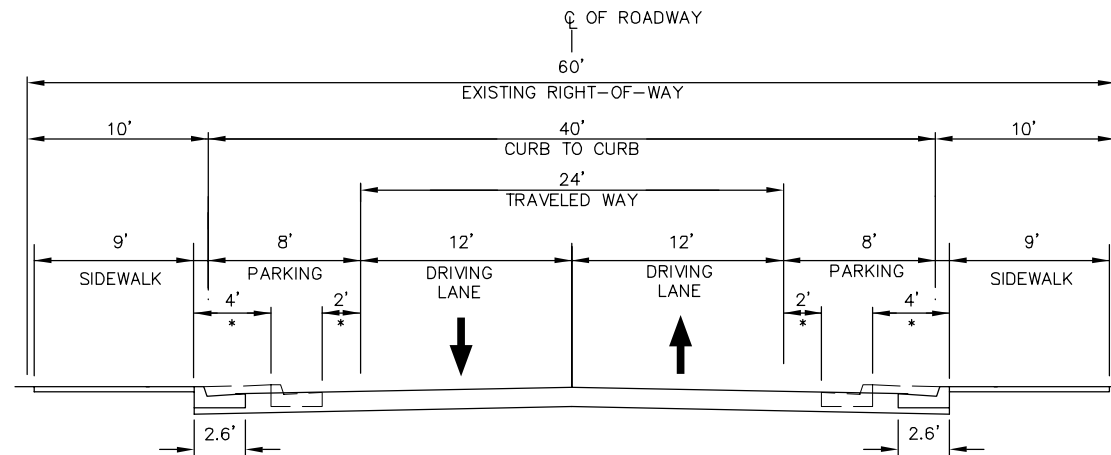 ℄ OF ROADWAY
60'
EXISTING RIGHT-OF-WAY
10' 40' 10'
CURB TO CURB
24'
TRAVELED WAY
9' 8' 12' 12' 8' 9'
SIDEWALK PARKING DRIVING LANE DRIVING LANE PARKING SIDEWALK
4' 2' 2' 4'
* * * *
2.6' 2.6'